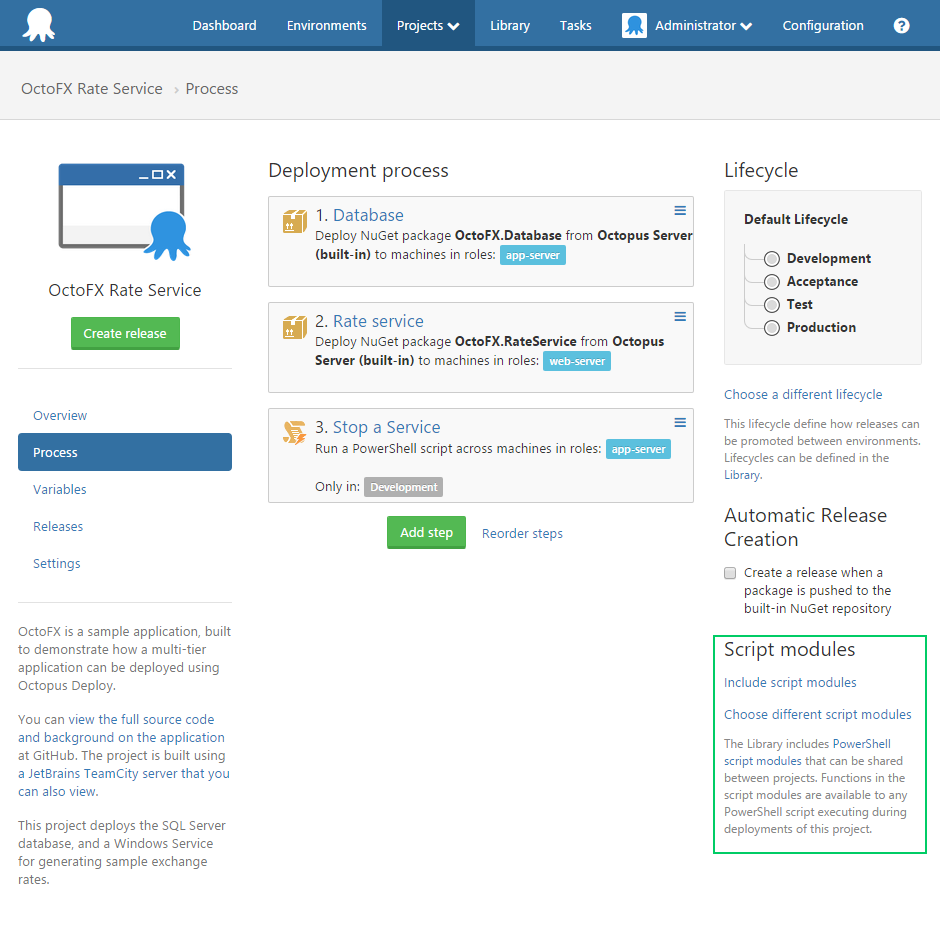 Dashboard Environments Projects Library Tasks Administrator Configuration ?
OctoFX Rate Service › Process
OctoFX Rate Service
Create release
Overview
Process
Variables
Releases
Settings
OctoFX is a sample application, built
to demonstrate how a multi-tier
application can be deployed using
Octopus Deploy.
You can view the full source code
and background on the application
at GitHub. The project is built using
a JetBrains TeamCity server that you
can also view.
This project deploys the SQL Server
database, and a Windows Service
for generating sample exchange
rates.
Deployment process
1. Database
Deploy NuGet package OctoFX.Database from Octopus Server
(built-in) to machines in roles: app-server
2. Rate service
Deploy NuGet package OctoFX.RateService from Octopus
Server (built-in) to machines in roles: web-server
3. Stop a Service
Run a PowerShell script across machines in roles: app-server
Only in: Development
Add step Reorder steps
Lifecycle
Default Lifecycle
Development
Acceptance
Test
Production
Choose a different lifecycle
This lifecycle define how releases can
be promoted between environments.
Lifecycles can be defined in the
Library.
Automatic Release
Creation
Create a release when a
package is pushed to the
built-in NuGet repository
Script modules
Include script modules
Choose different script modules
The Library includes PowerShell
script modules that can be shared
between projects. Functions in the
script modules are available to any
PowerShell script executing during
deployments of this project.